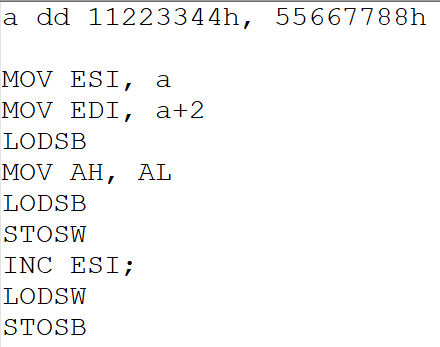 a dd 11223344h, 55667788h
MOV ESI, a
MOV EDI, a+2
LODSB
MOV AH, AL
LODSB
STOSW
INC ESI;
LODSW
STOSB